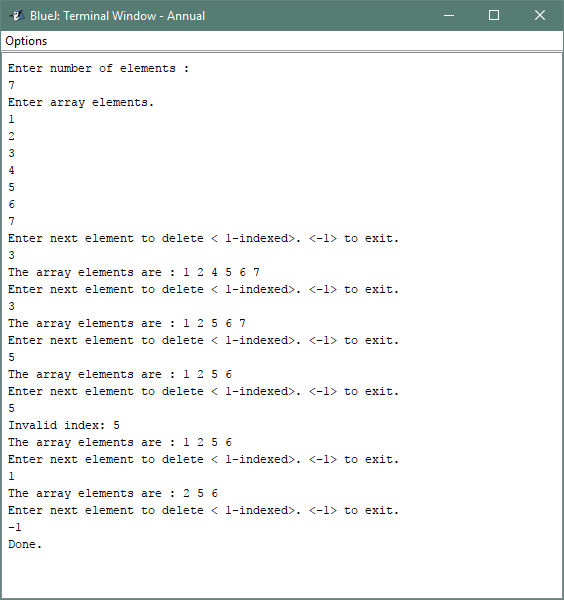 BlueJ: Terminal Window - Annual
Options
Enter number of elements :
7
Enter array elements.
1
2
3
4
5
6
7
Enter next element to delete < 1-indexed>. <-1> to exit.
3
The array elements are : 1 2 4 5 6 7
Enter next element to delete < 1-indexed>. <-1> to exit.
3
The array elements are : 1 2 5 6 7
Enter next element to delete < 1-indexed>. <-1> to exit.
5
The array elements are : 1 2 5 6
Enter next element to delete < 1-indexed>. <-1> to exit.
5
Invalid index: 5
The array elements are : 1 2 5 6
Enter next element to delete < 1-indexed>. <-1> to exit.
1
The array elements are : 2 5 6
Enter next element to delete < 1-indexed>. <-1> to exit.
-1
Done.